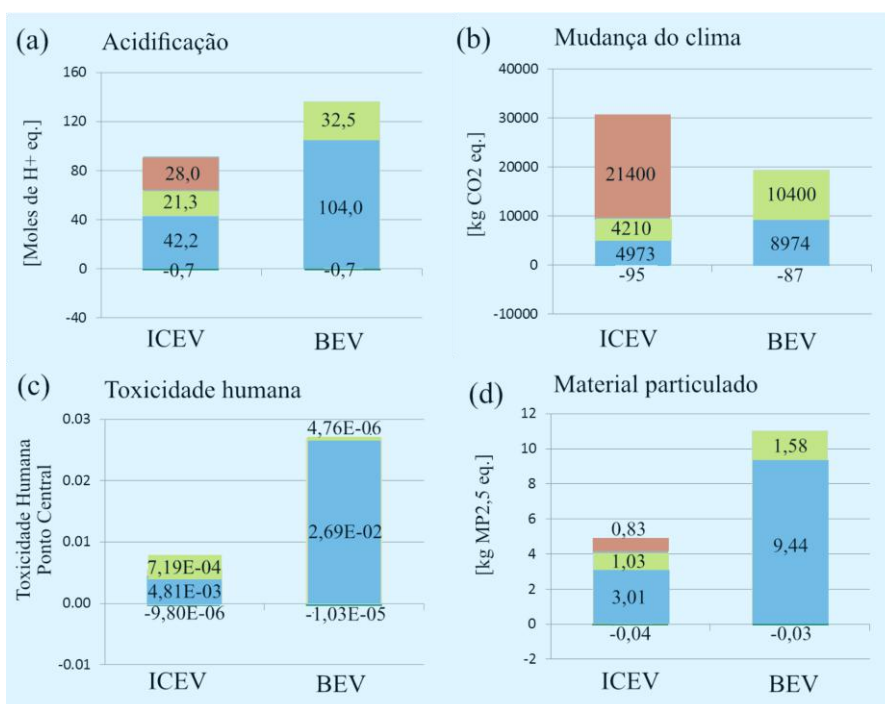 (a) Acidificação
[Moles de H+ eq.]
160
120
80
40
0
-40
28,0
21,3
42,2
-0,7
32,5
104,0
-0,7
ICEV BEV
(b) Mudança do clima
[kg CO2 eq.]
40000
30000
20000
10000
0
-10000
21400
4210
4973
-95
10400
8974
-87
ICEV BEV
(c) Toxicidade humana
Toxicidade Humana
Ponto Central
0.03
0.02
0.01
0.00
-0.01
7,19E-04
4,81E-03
-9,80E-06
4,76E-06
2,69E-02
-1,03E-05
ICEV BEV
(d) Material particulado
[kg MP2,5 eq.]
12
10
8
6
4
2
0
-2
0,83
1,03
3,01
-0,04
1,58
9,44
-0,03
ICEV BEV